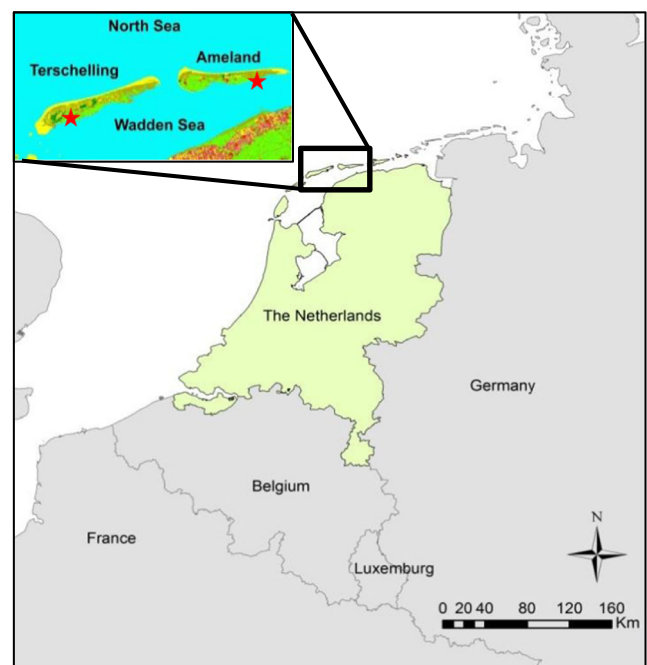 North Sea
Ameland
Terschelling
Wadden Sea
The Netherlands
Germany
Belgium
France
Luxemburg
N
0 20 40 80 120 160
Km